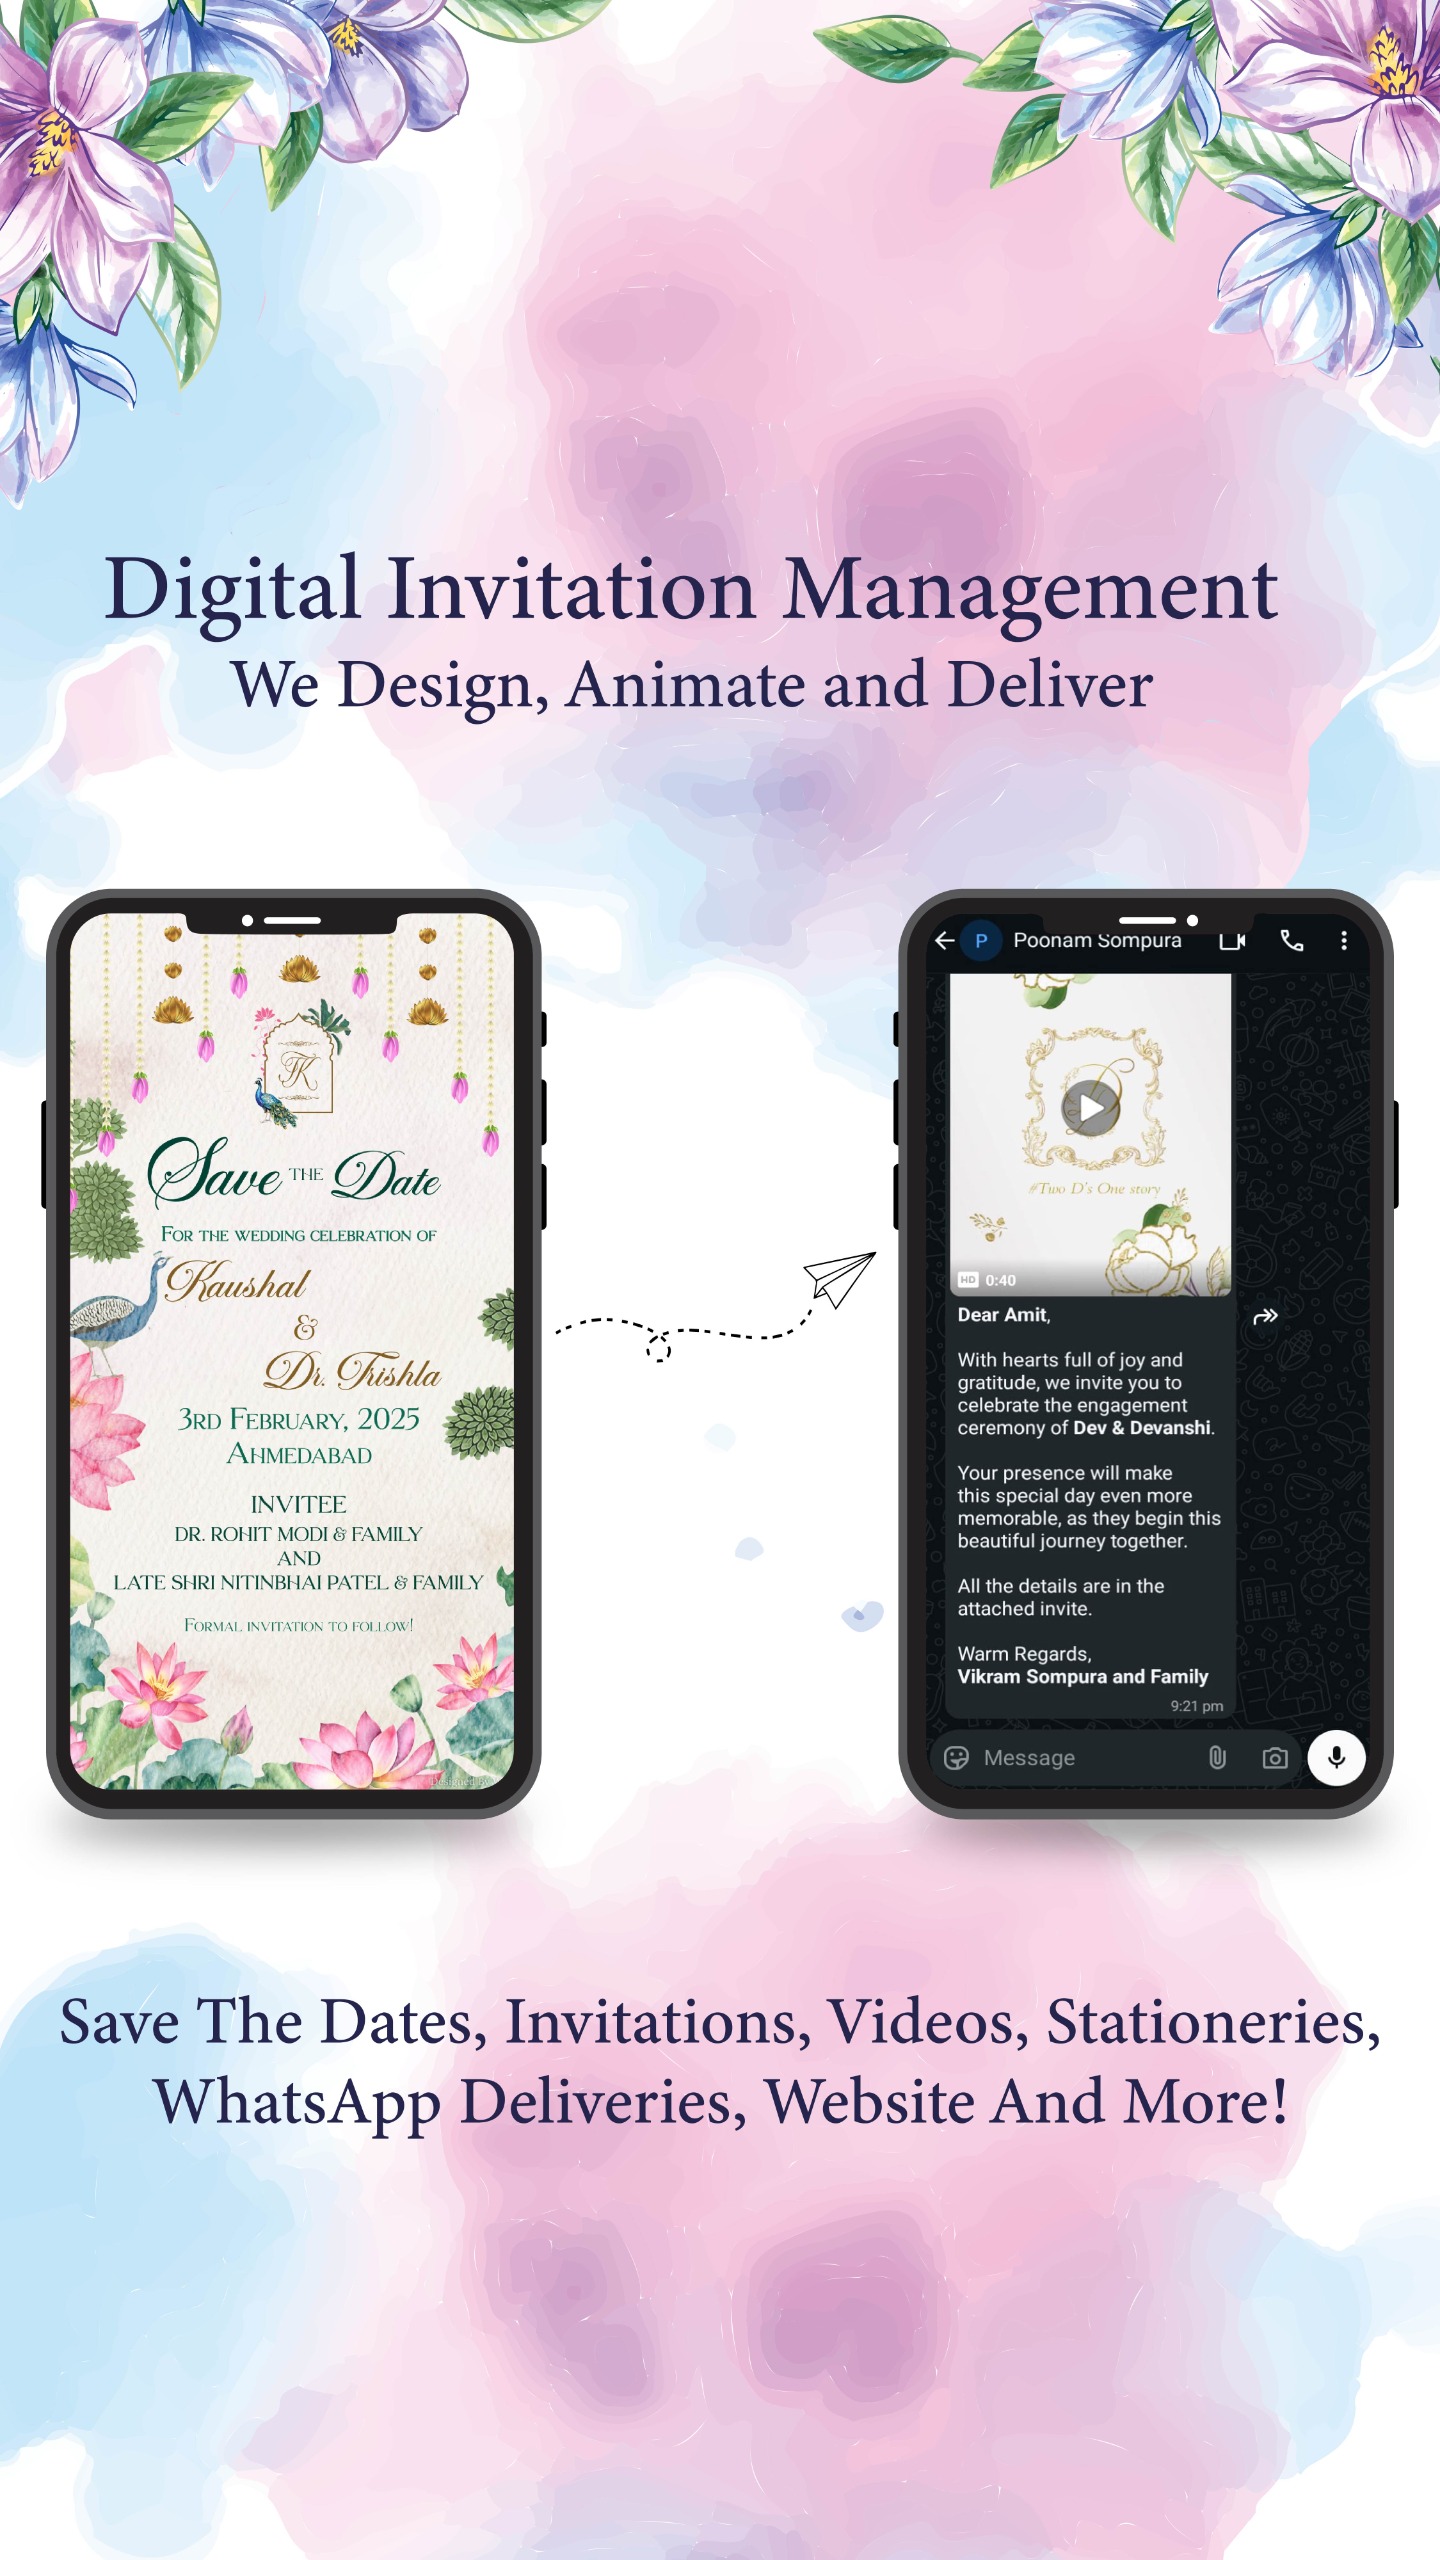 Digital Invitation Management
We Design, Animate and Deliver
TK
Save THE Date
FOR THE WEDDING CELEBRATION OF
Kaushal
&
Dr. Trishla
3RD FEBRUARY, 2025
AHMEDABAD
INVITEE
DR. ROHIT MODI & FAMILY
AND
LATE SHRI NITINBHAI PATEL & FAMILY
FORMAL INVITATION TO FOLLOW!
Designed By
P Poonam Sompura
#Two D's One story
HD 0:40
Dear Amit,
With hearts full of joy and
gratitude, we invite you to
celebrate the engagement
ceremony of Dev & Devanshi.
Your presence will make
this special day even more
memorable, as they begin this
beautiful journey together.
All the details are in the
attached invite.
Warm Regards,
Vikram Sompura and Family
9:21 pm
Message
Save The Dates, Invitations, Videos, Stationeries,
WhatsApp Deliveries, Website And More!